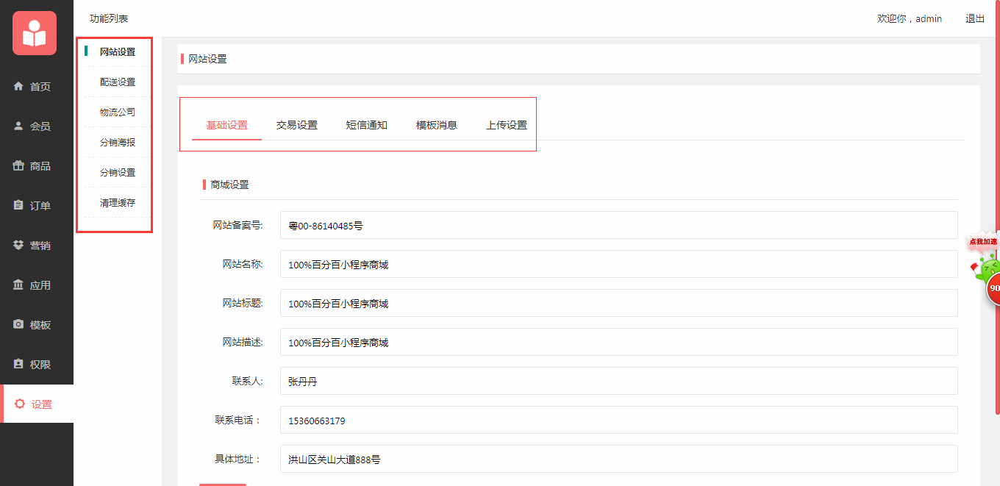 功能列表
欢迎你，admin
退出
首页
会员
商品
订单
营销
应用
模板
权限
设置
网站设置
配送设置
物流公司
分销海报
分销设置
清理缓存
网站设置
基础设置 交易设置 短信通知 模板消息 上传设置
商城设置
网站备案号: 粤00-86140485号
网站名称: 100%百分百小程序商城
网站标题: 100%百分百小程序商城
网站描述: 100%百分百小程序商城
联系人: 张丹丹
联系电话： 15360663179
具体地址： 洪山区关山大道888号
点我加速
90